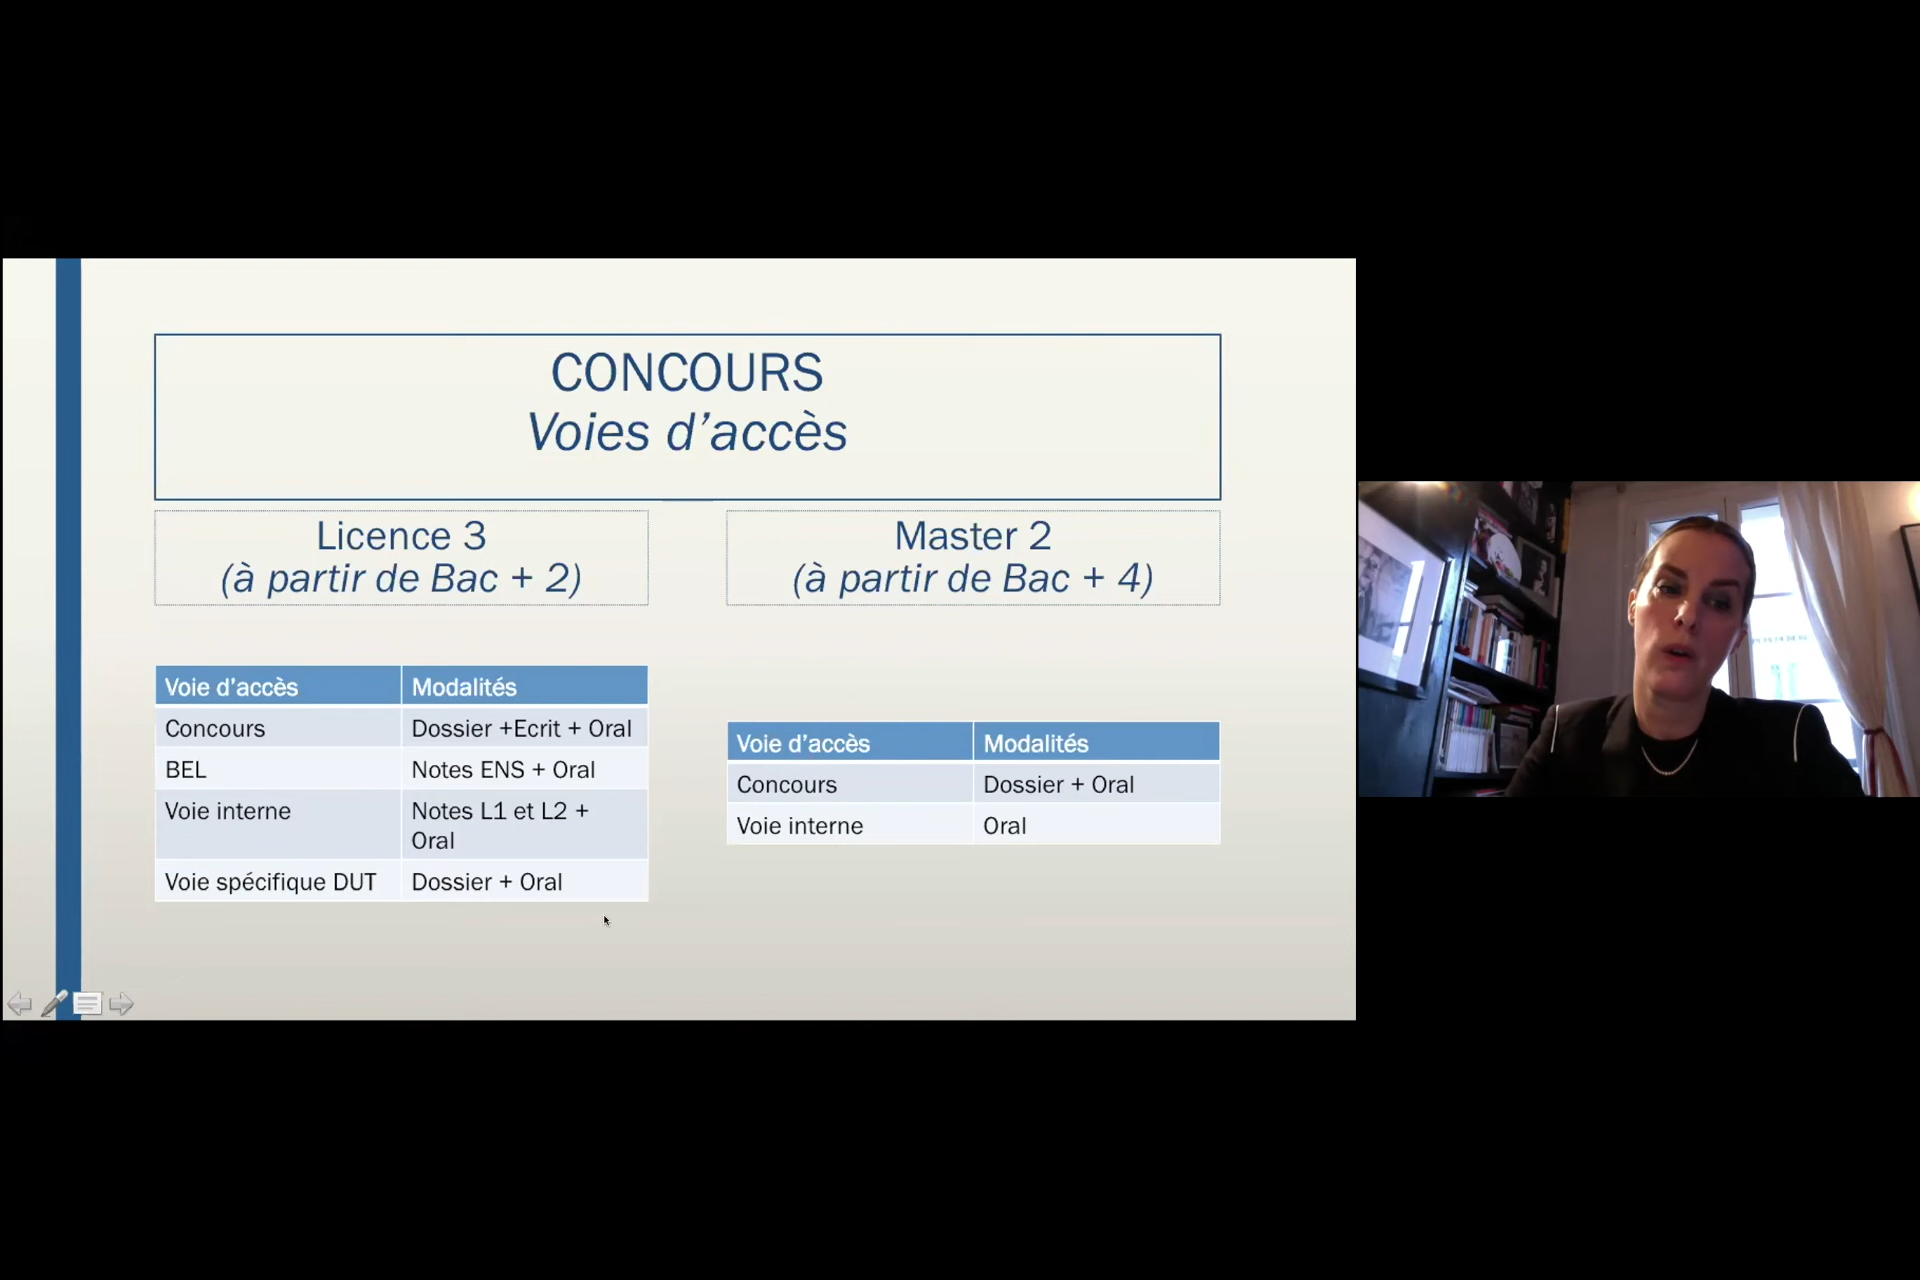 CONCOURS
Voies d’accès
Licence 3
(à partir de Bac + 2)
Voie d’accès Modalités
Concours Dossier +Ecrit + Oral
BEL Notes ENS + Oral
Voie interne Notes L1 et L2 +
Oral
Voie spécifique DUT Dossier + Oral
Master 2
(à partir de Bac + 4)
Voie d’accès Modalités
Concours Dossier + Oral
Voie interne Oral